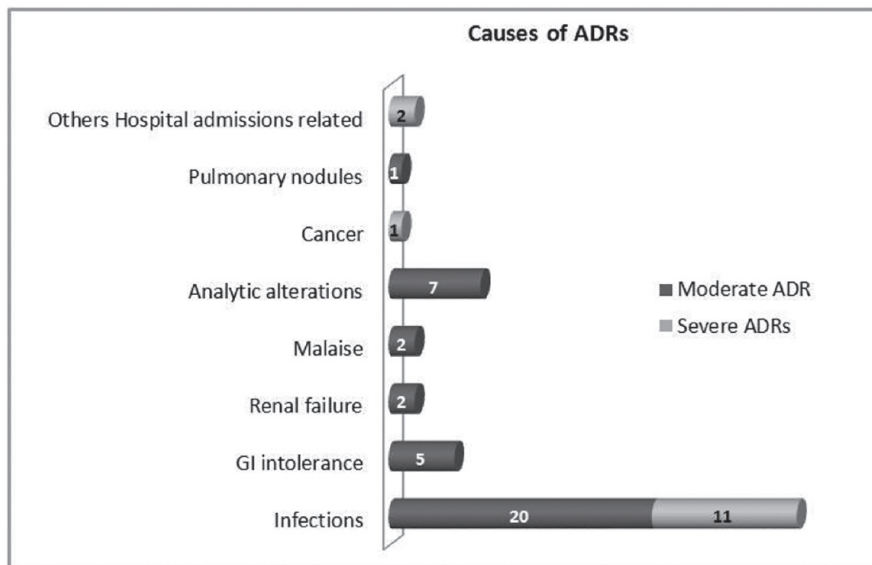 Causes of ADRs
Others Hospital admissions related 2
Pulmonary nodules 1
Cancer 1
Analytic alterations 7
Malaise 2
Renal failure 2
GI intolerance 5
Infections 20 11
Moderate ADR
Severe ADRs